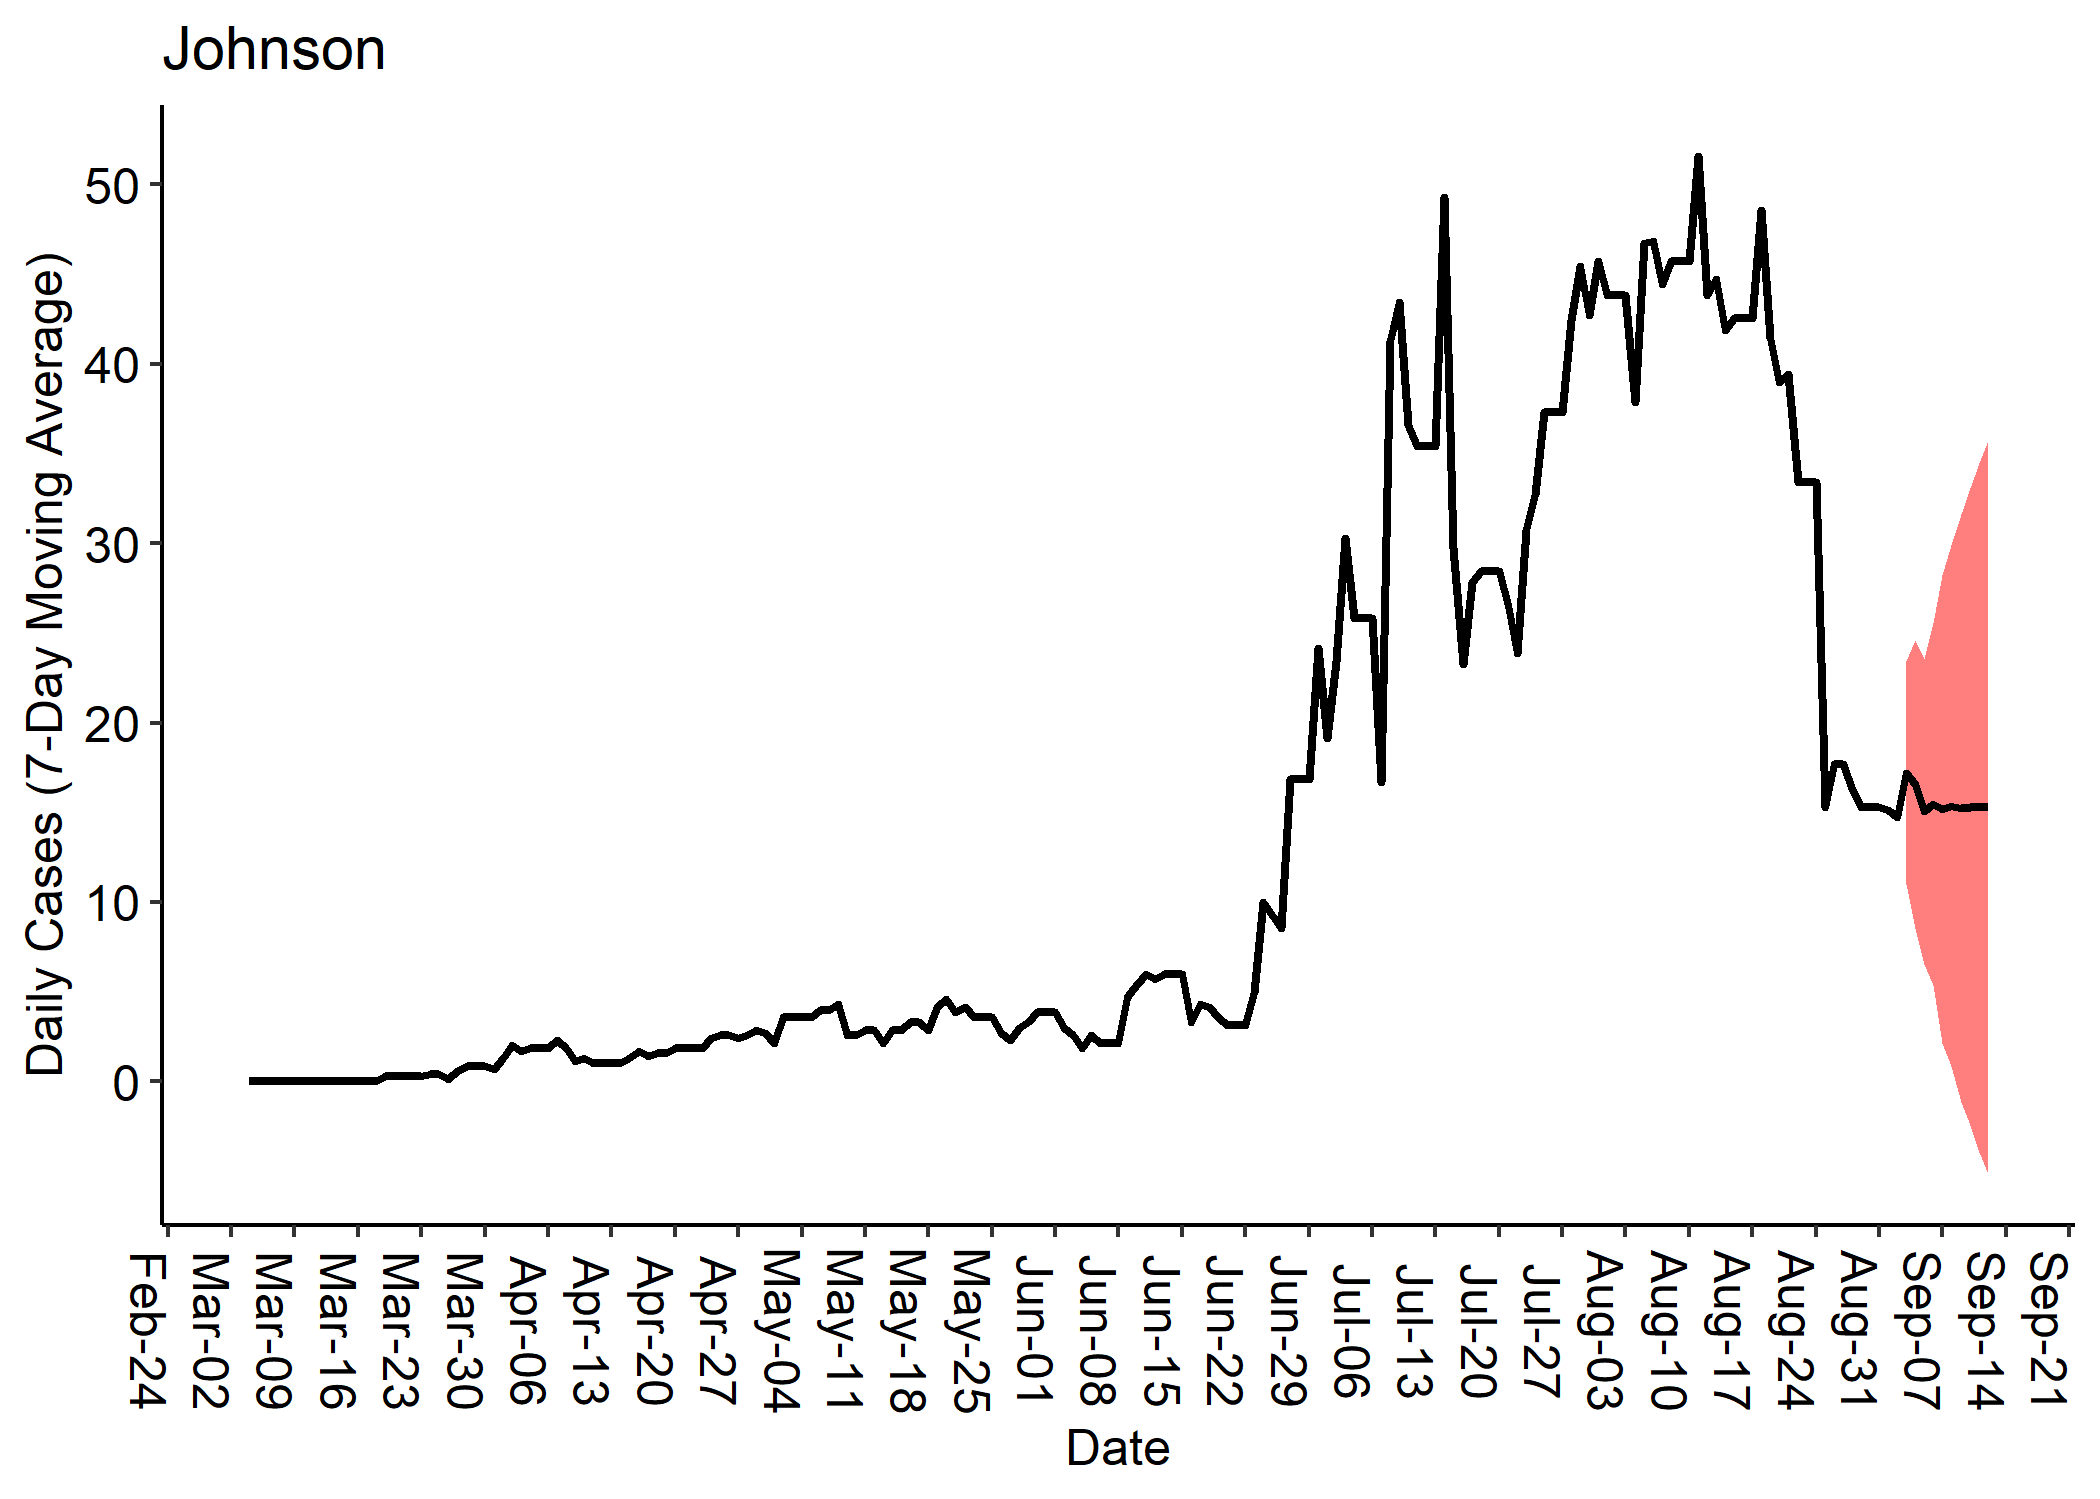 Johnson
Daily Cases (7-Day Moving Average)
50
40
30
20
10
0
Feb-24
Mar-02
Mar-09
Mar-16
Mar-23
Mar-30
Apr-06
Apr-13
Apr-20
Apr-27
May-04
May-11
May-18
May-25
Jun-01
Jun-08
Jun-15
Jun-22
Jun-29
Jul-06
Jul-13
Jul-20
Jul-27
Aug-03
Aug-10
Aug-17
Aug-24
Aug-31
Sep-07
Sep-14
Sep-21
Date